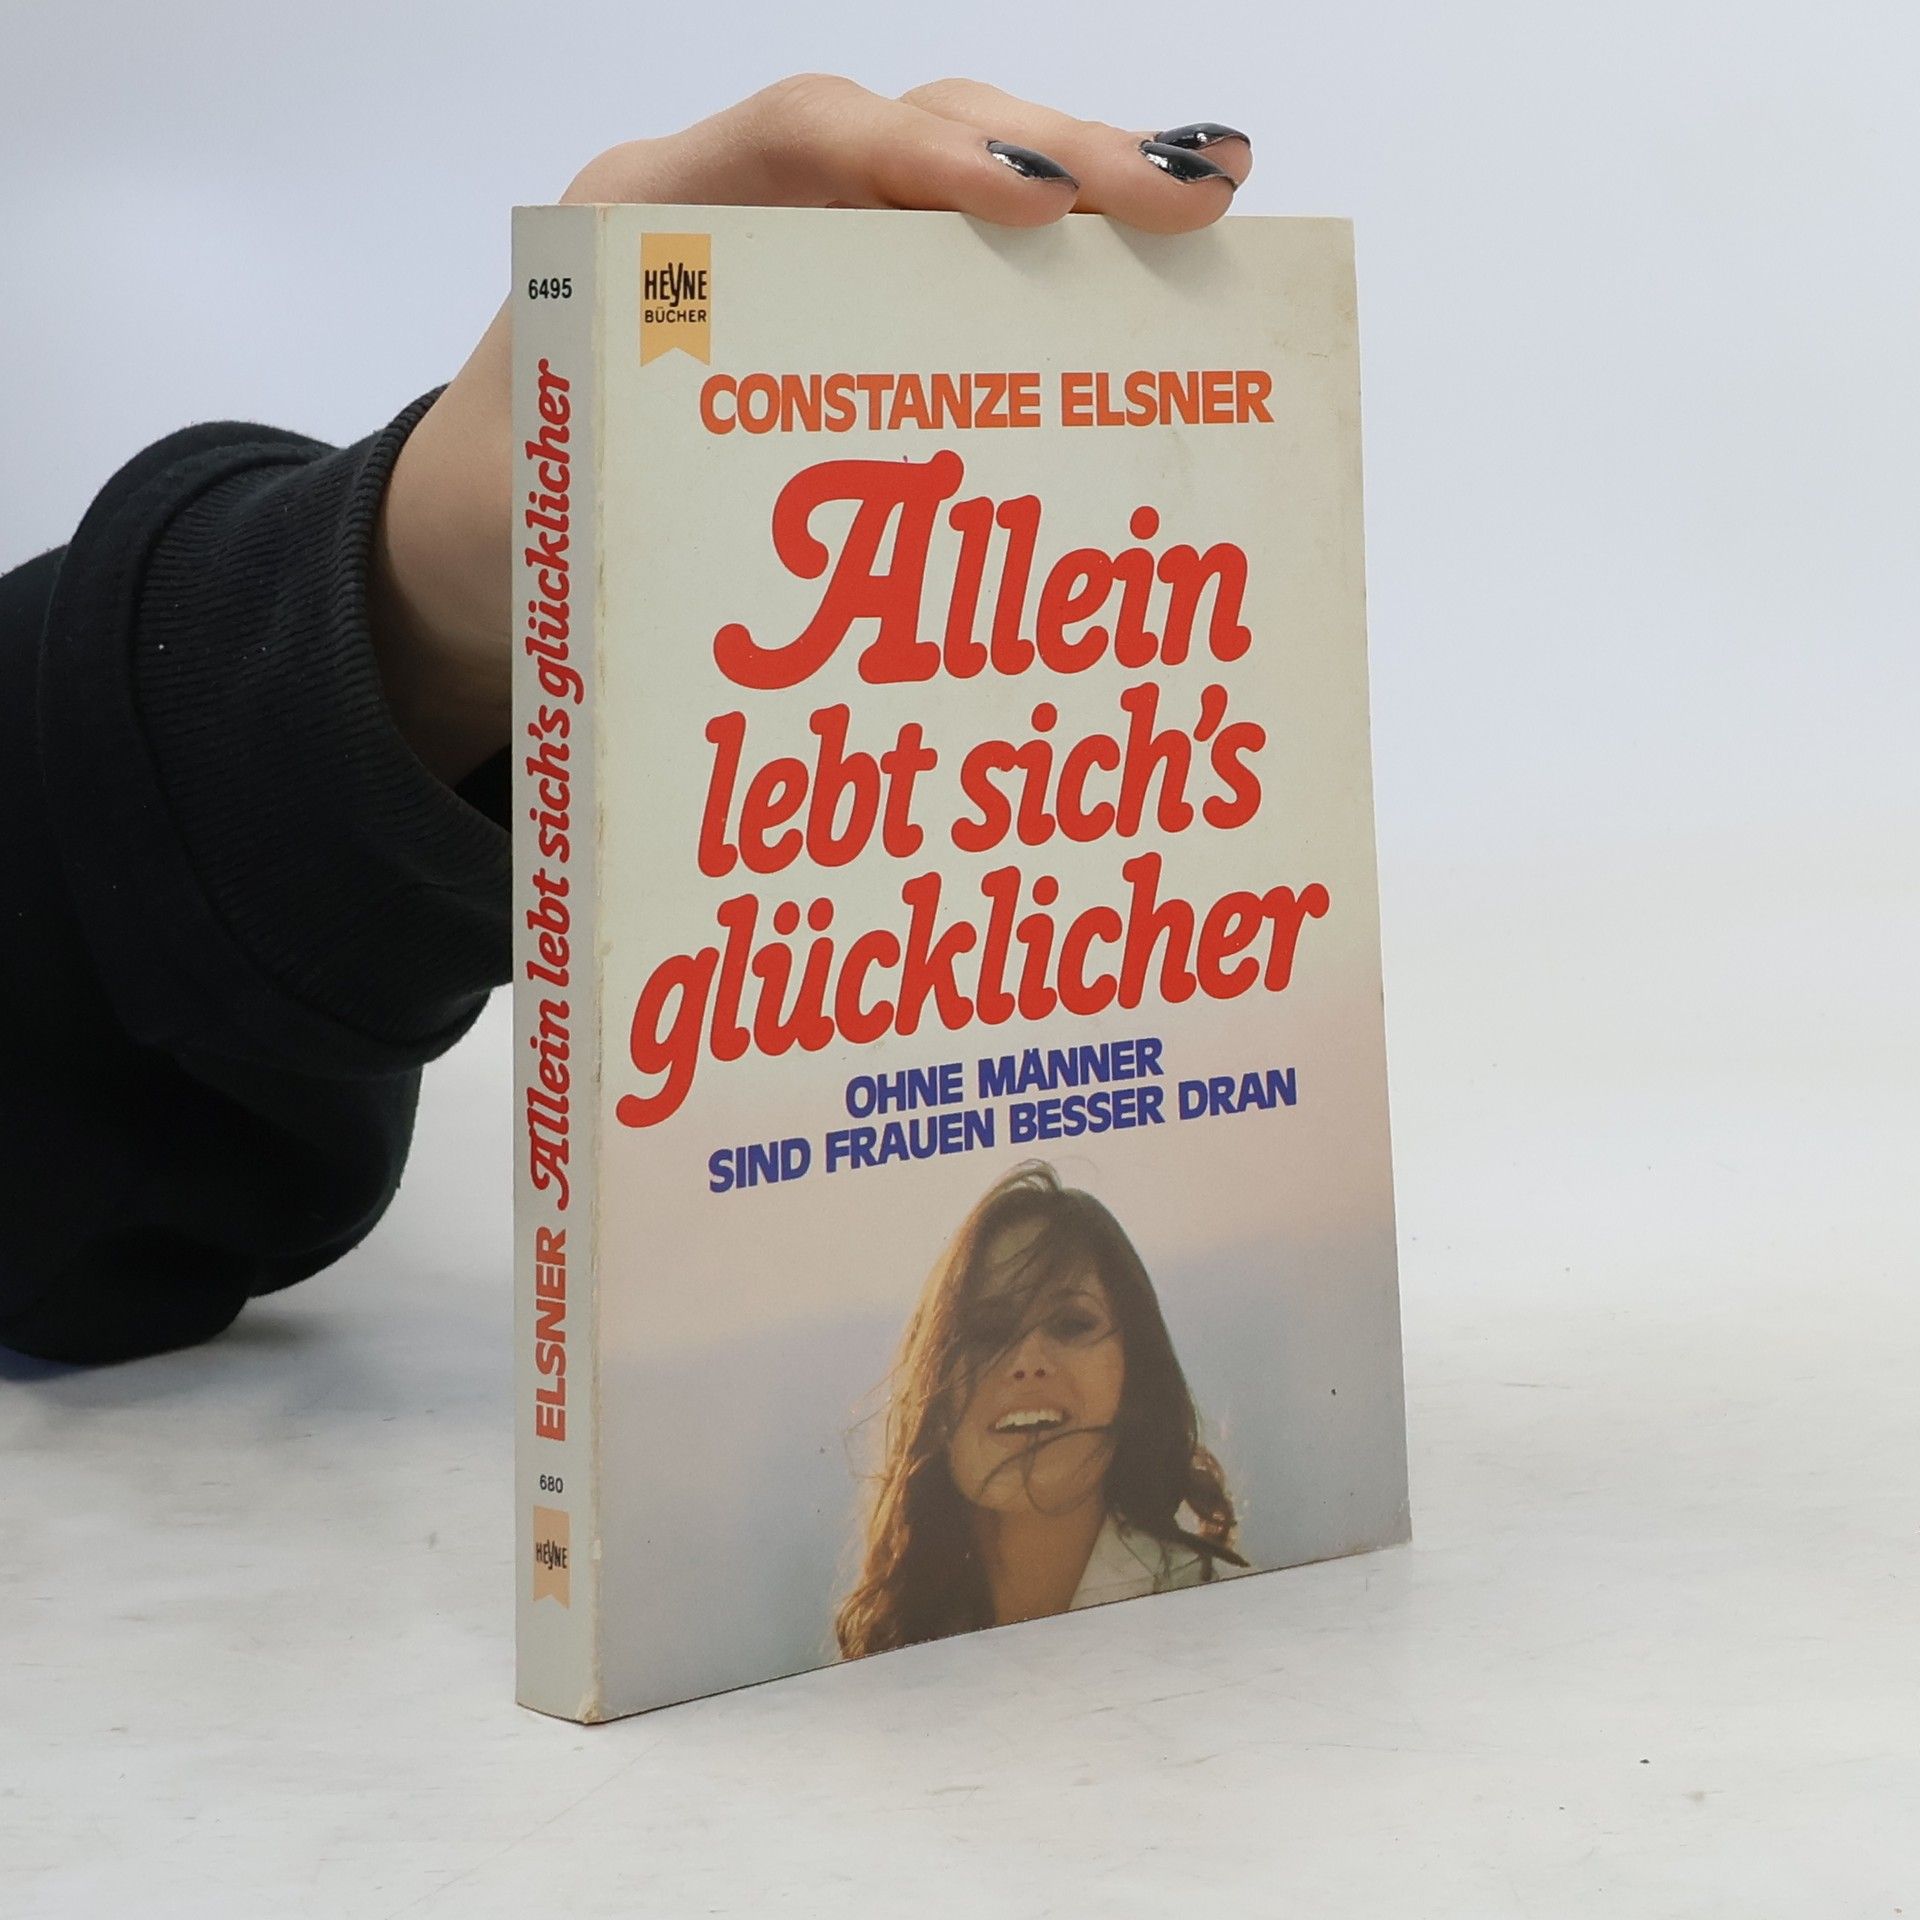 6495
Allein lebt sich's glücklicher
ELSNER
680
HEYNE
HEYNE
BÜCHER
CONSTANZE ELSNER
Allein
lebt sich's
glücklicher
OHNE MÄNNER
SIND FRAUEN BESSER DRAN